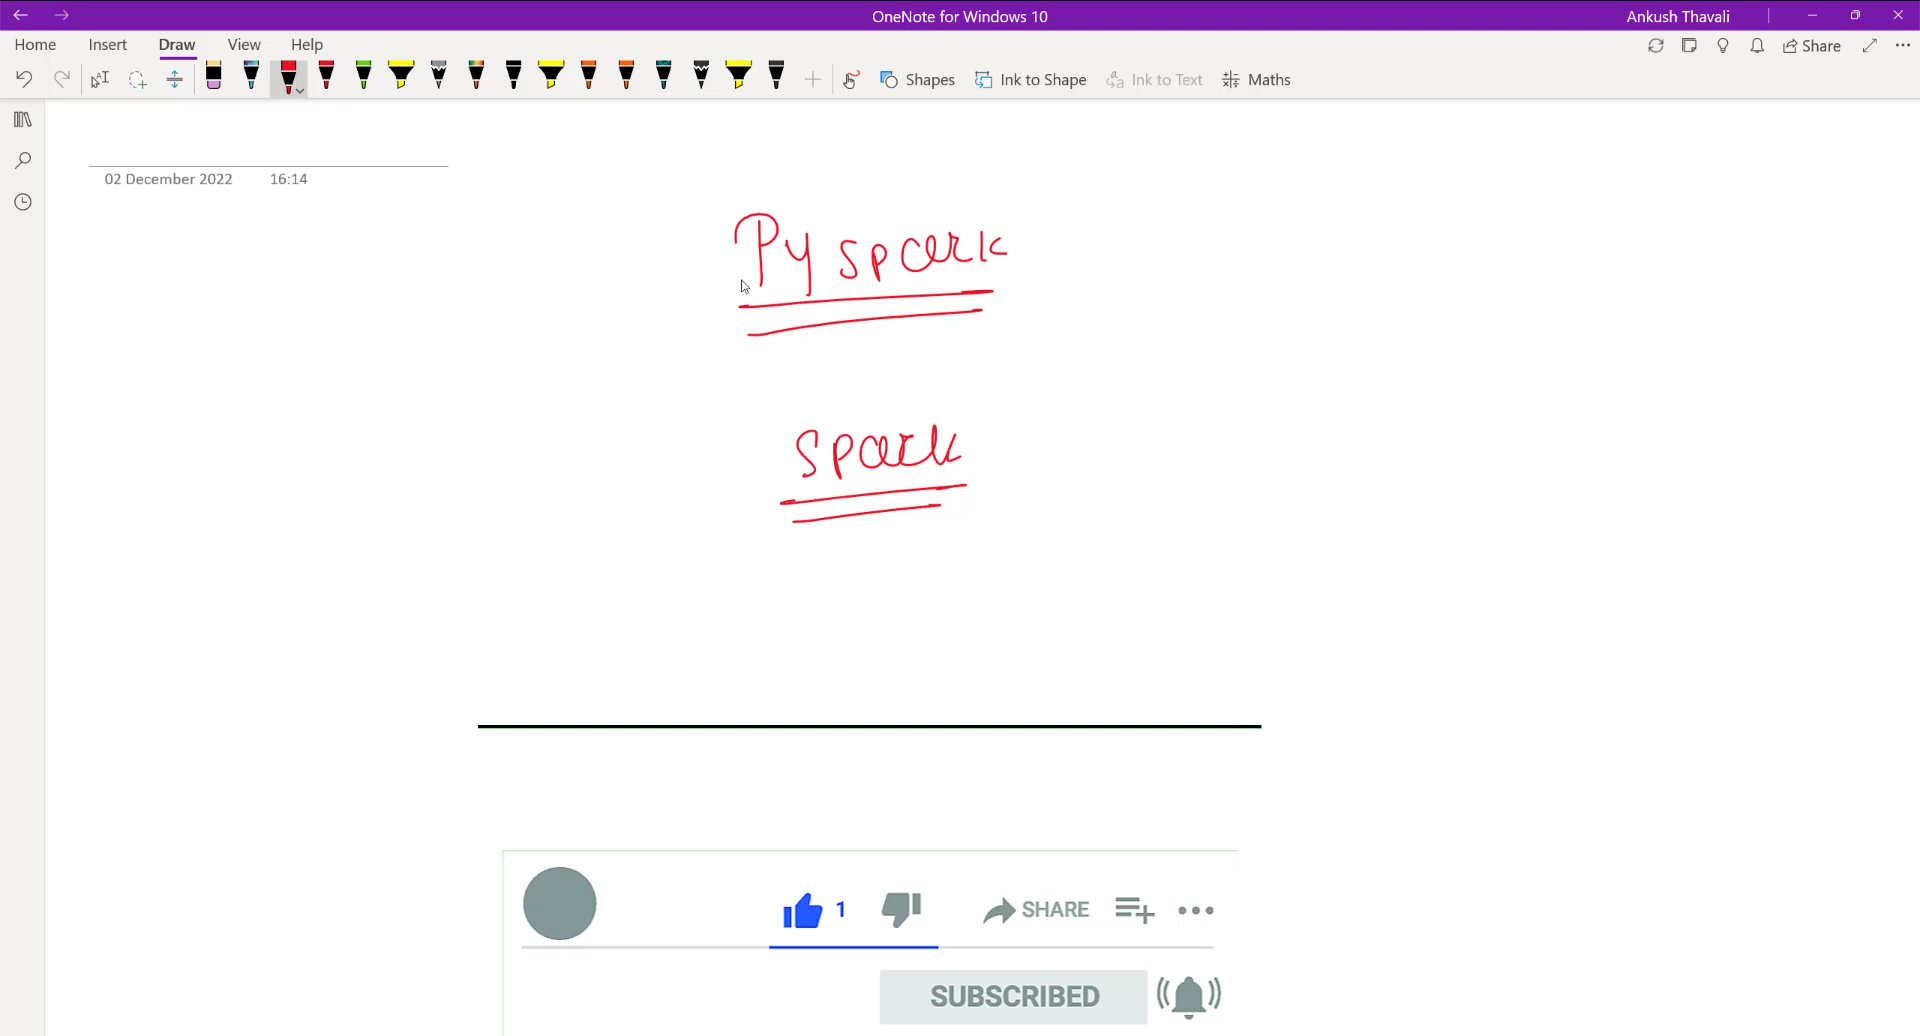 OneNote for Windows 10
Ankush Thavali
Home Insert Draw View Help
Share
Shapes Ink to Shape Ink to Text Maths
02 December 2022 16:14
Py spark
spark
1 SHARE
SUBSCRIBED